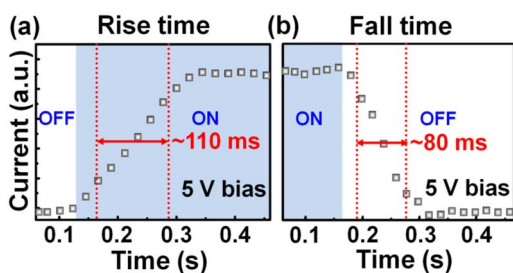 (a) Rise time
Current (a.u.)
OFF
ON
~110 ms
5 V bias
0.1 0.2 0.3 0.4
Time (s)
(b) Fall time
ON
OFF
~80 ms
5 V bias
0.1 0.2 0.3 0.4
Time (s)